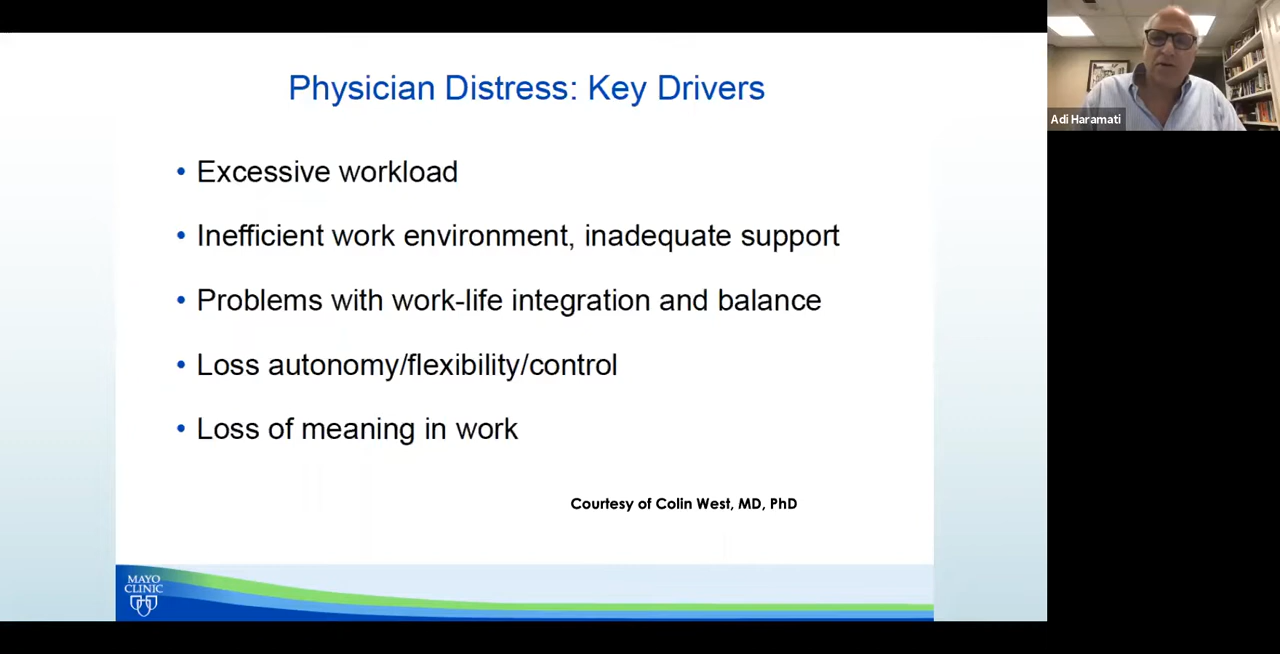 Physician Distress: Key Drivers
• Excessive workload
• Inefficient work environment, inadequate support
• Problems with work-life integration and balance
• Loss autonomy/flexibility/control
• Loss of meaning in work
Courtesy of Colin West, MD, PhD
MAYO
CLINIC
Adi Haramati